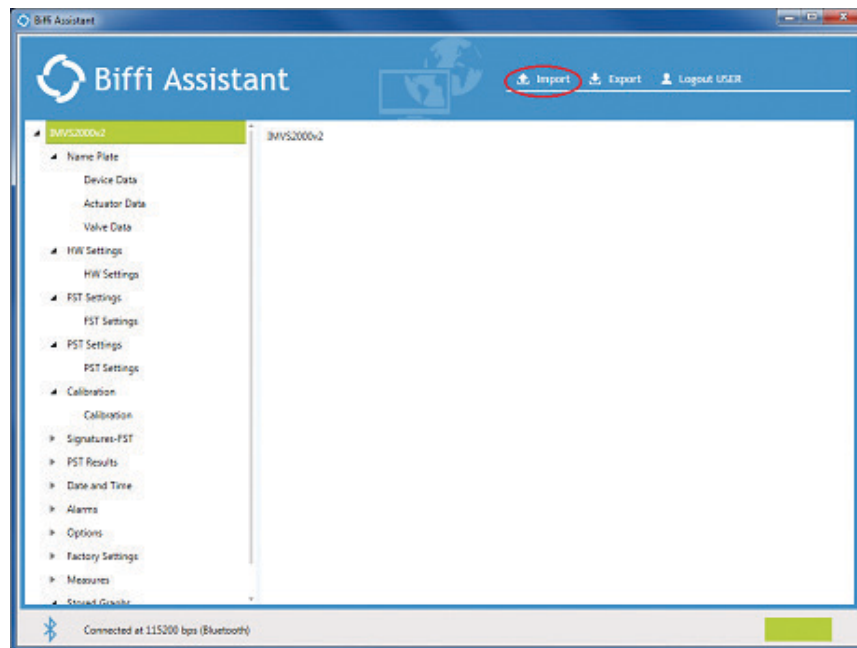 Biffi Assistant
Biffi Assistant
Import Export Logout USER
IMVS2000v2
IMVS2000v2
Name Plate
Device Data
Actuator Data
Valve Data
HW Settings
HW Settings
FST Settings
FST Settings
PST Settings
PST Settings
Calibration
Calibration
Signatures-FST
PST Results
Date and Time
Alarms
Options
Factory Settings
Measures
Stored Graphs
Connected at 115200 bps (Bluetooth)